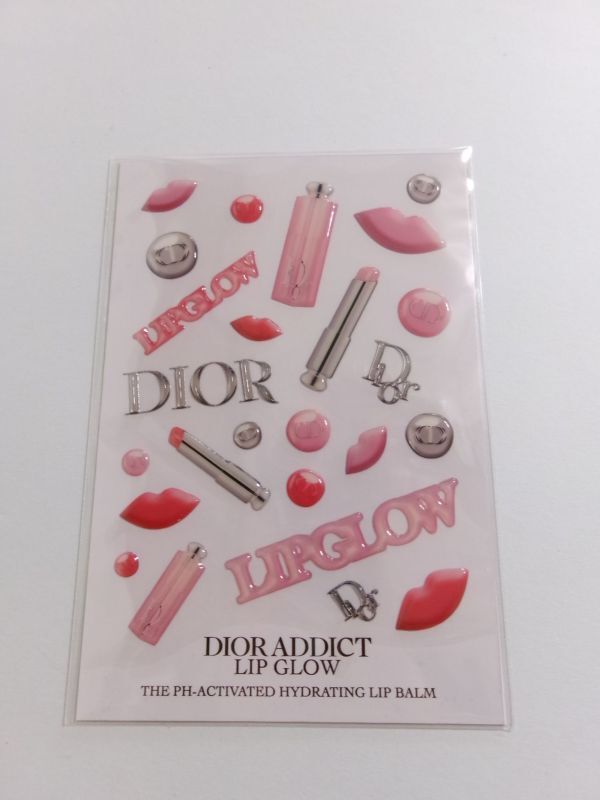 LIPGLOW
DIOR
Dior
LIPGLOW
Dior
DIOR ADDICT
LIP GLOW
THE PH-ACTIVATED HYDRATING LIP BALM